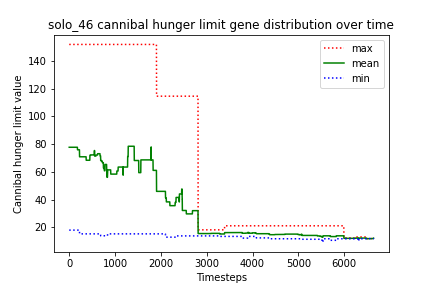 solo_46 cannibal hunger limit gene distribution over time
max
mean
min
Cannibal hunger limit value
140
120
100
80
60
40
20
0
1000
2000
3000
4000
5000
6000
Timesteps